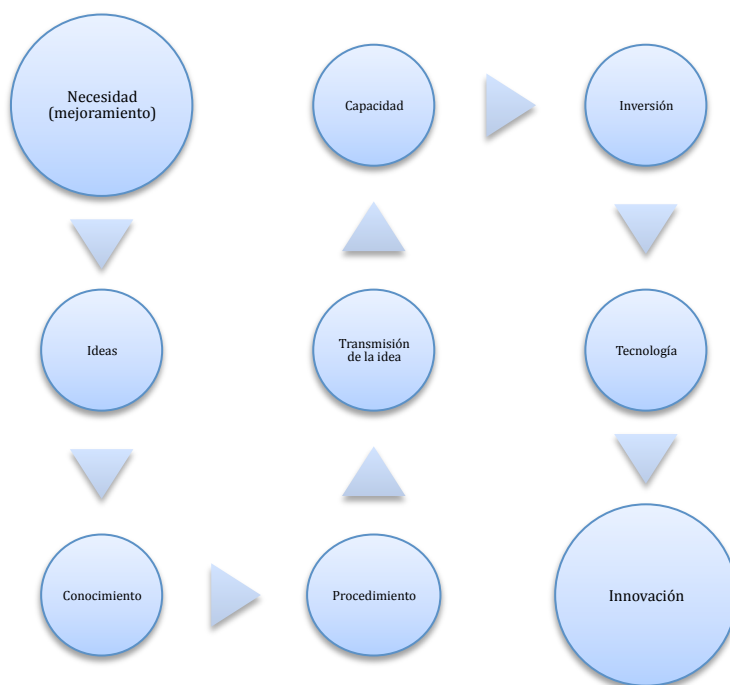 Necesidad
(mejoramiento)
Ideas
Conocimiento
Procedimiento
Transmisión
de la idea
Capacidad
Inversión
Tecnología
Innovación